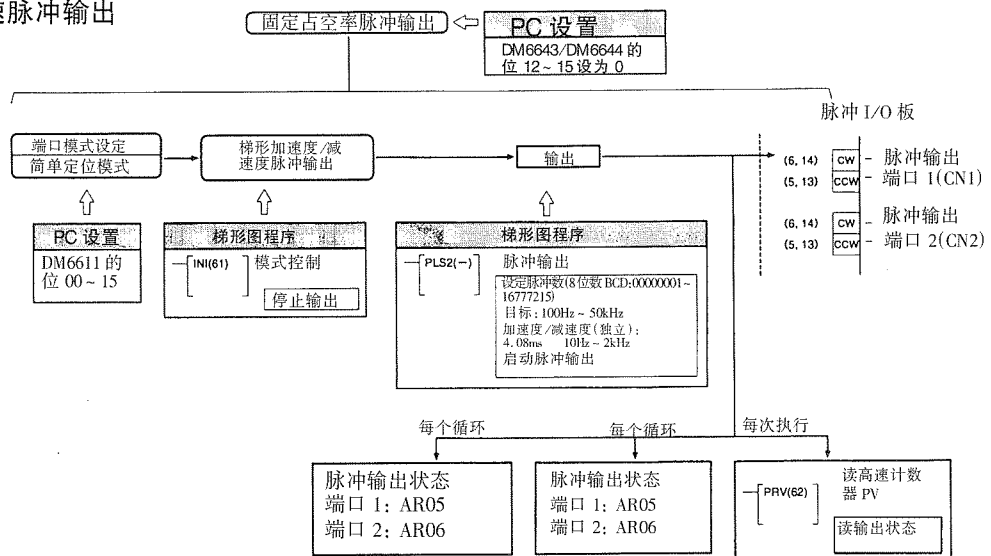 脉冲输出
固定占空率脉冲输出
PC 设置
DM6643/DM6644 的
位 12~15设为 0
脉冲 I/O 板
端口模式设定
简单定位模式
梯形加速度/减
速度脉冲输出
输出
(6, 14) CW - 脉冲输出
(5, 13) CCW - 端口 1(CN1)
(6, 14) CW - 脉冲输出
(5, 13) CCW - 端口 2(CN2)
PC 设置
DM6611 的
位 00~15
梯形图程序
INI(61) 模式控制
停止输出
梯形图程序
PLS2(—) 脉冲输出
设定脉冲数(8位数 BCD:00000001~
16777215)
目标:100Hz~50kHz
加速度/减速度(独立):
4.08ms 10Hz~2kHz
启动脉冲输出
每个循环 每个循环 每次执行
脉冲输出状态
端口 1: AR05
端口 2: AR06
脉冲输出状态
端口 1: AR05
端口 2: AR06
PRV(62) 读高速计数
器 PV
读输出状态